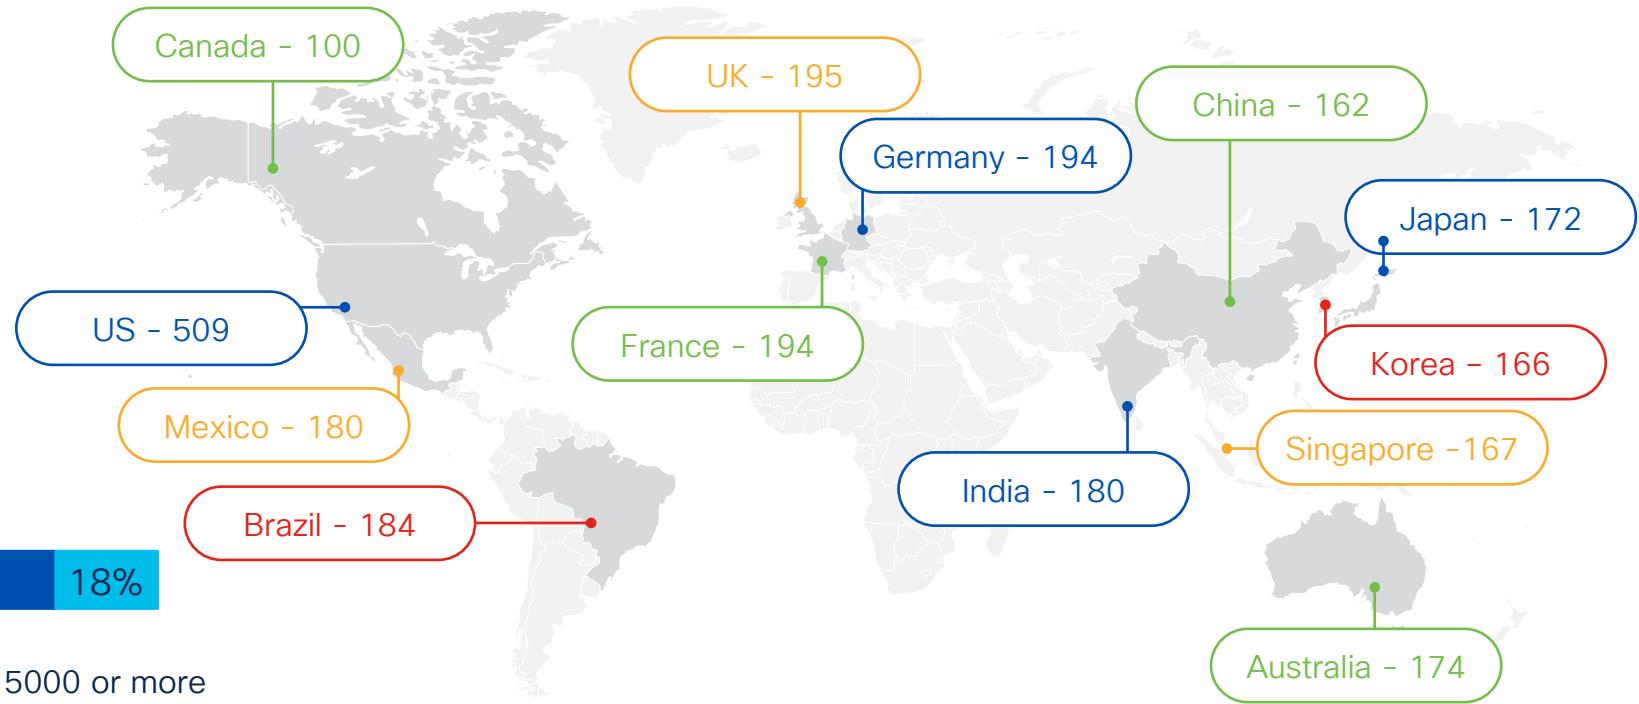 Canada - 100
UK - 195
China - 162
Germany - 194
Japan - 172
US - 509
France - 194
Korea - 166
Mexico - 180
Singapore -167
India - 180
Brazil - 184
18%
Australia - 174
5000 or more